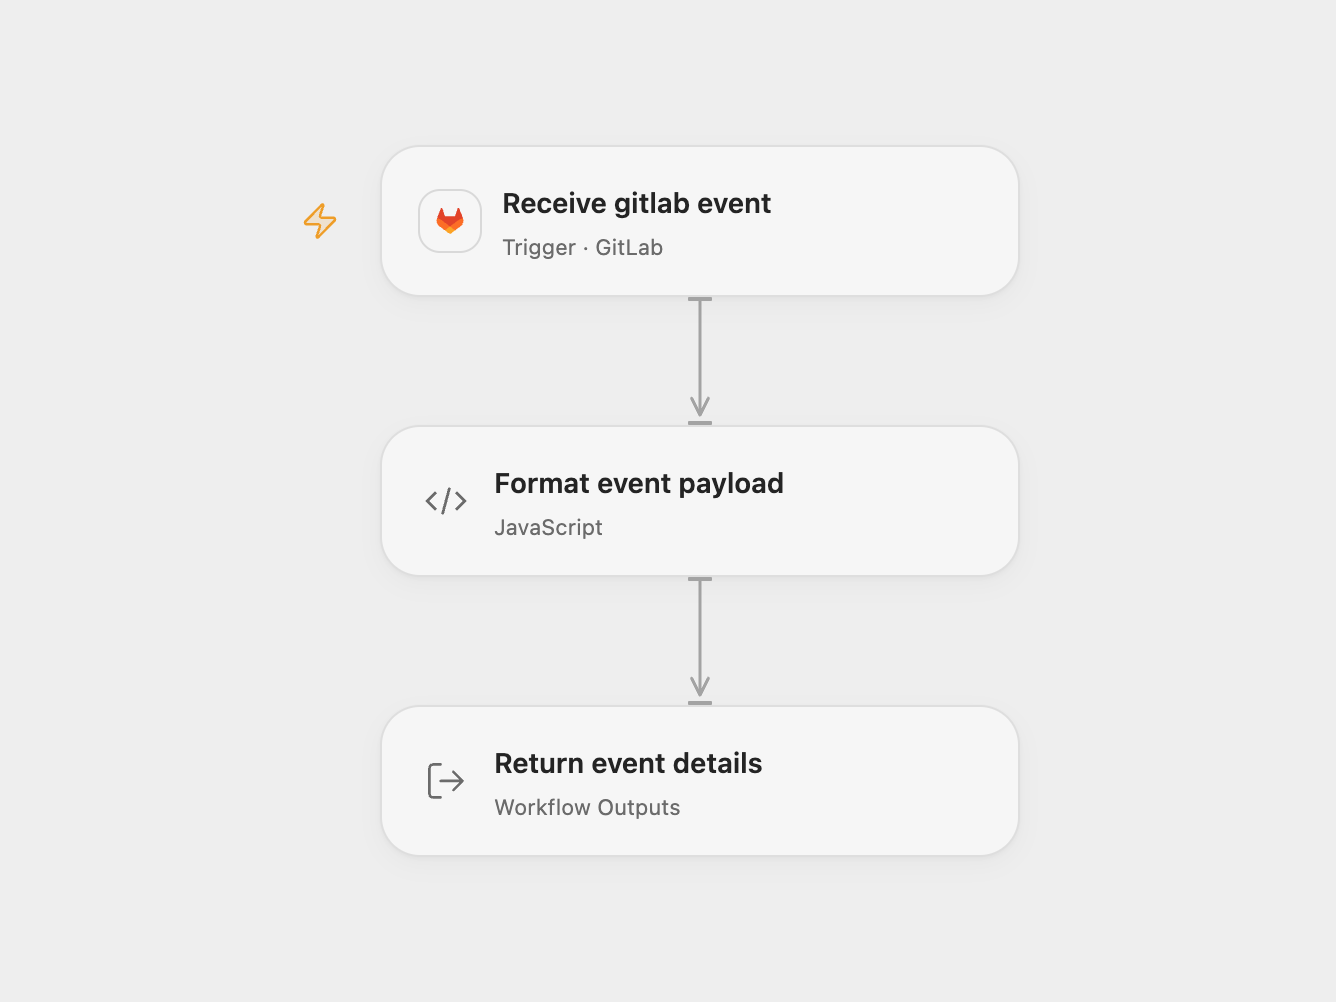 Receive gitlab event
Trigger · GitLab
Format event payload
JavaScript
Return event details
Workflow Outputs